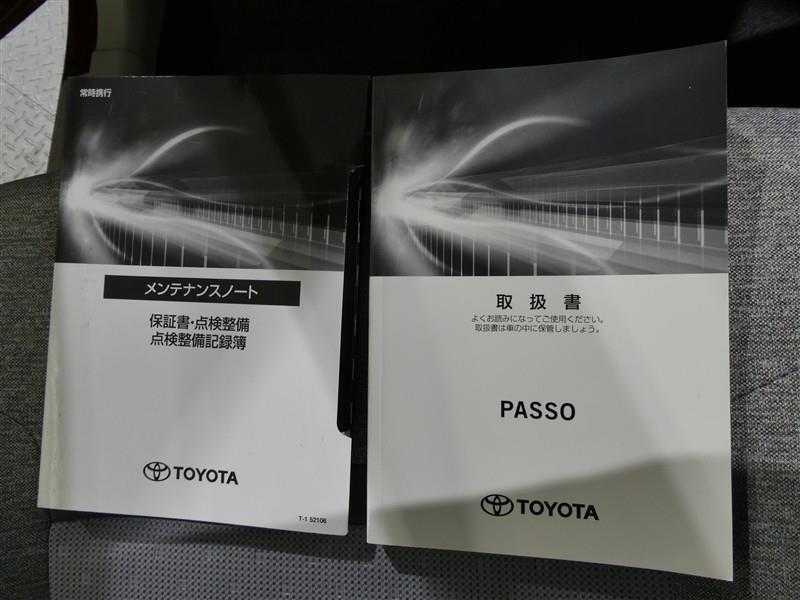 常時携行
メンテナンスノート
保証書・点検整備
点検整備記録簿
TOYOTA
T-1 52106
取扱書
よくお読みになってご使用ください。
取扱書は車の中に保管しましょう。
PASSO
TOYOTA